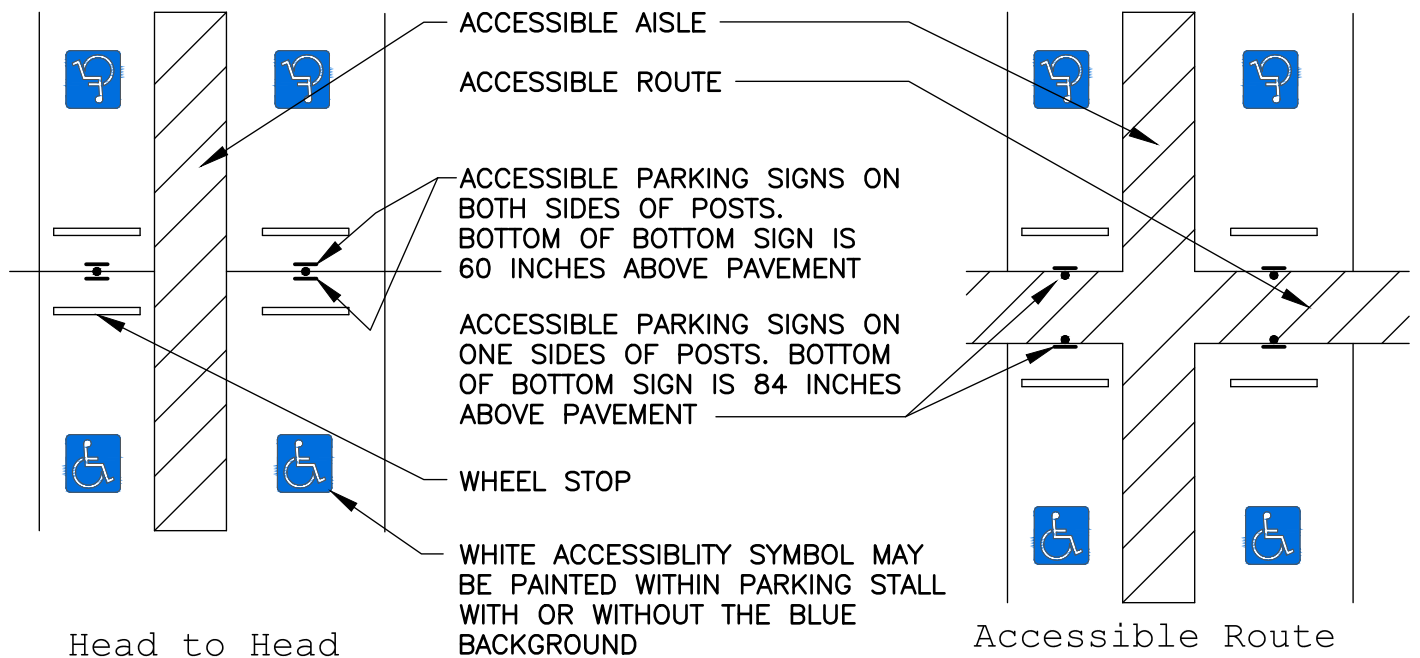 ACCESSIBLE AISLE
ACCESSIBLE ROUTE
ACCESSIBLE PARKING SIGNS ON
BOTH SIDES OF POSTS.
BOTTOM OF BOTTOM SIGN IS
60 INCHES ABOVE PAVEMENT
ACCESSIBLE PARKING SIGNS ON
ONE SIDES OF POSTS. BOTTOM
OF BOTTOM SIGN IS 84 INCHES
ABOVE PAVEMENT
WHEEL STOP
WHITE ACCESSIBLITY SYMBOL MAY
BE PAINTED WITHIN PARKING STALL
WITH OR WITHOUT THE BLUE
BACKGROUND
Head to Head
Accessible Route